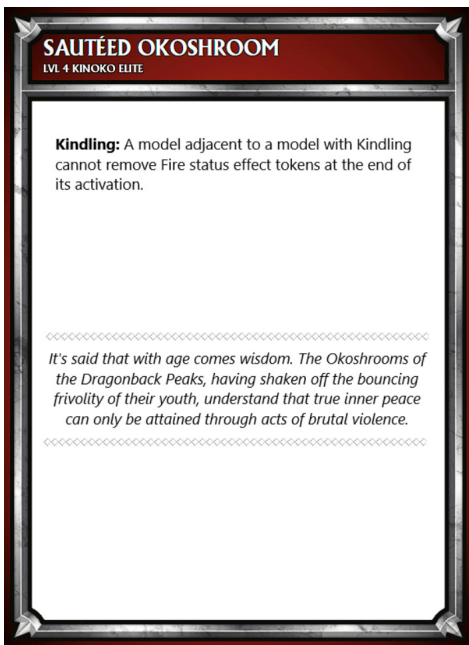 SAUTÉED OKOSHROOM
LVL 4 KINOKO ELITE
Kindling: A model adjacent to a model with Kindling
cannot remove Fire status effect tokens at the end of
its activation.
It's said that with age comes wisdom. The Okoshrooms of
the Dragonback Peaks, having shaken off the bouncing
frivolity of their youth, understand that true inner peace
can only be attained through acts of brutal violence.